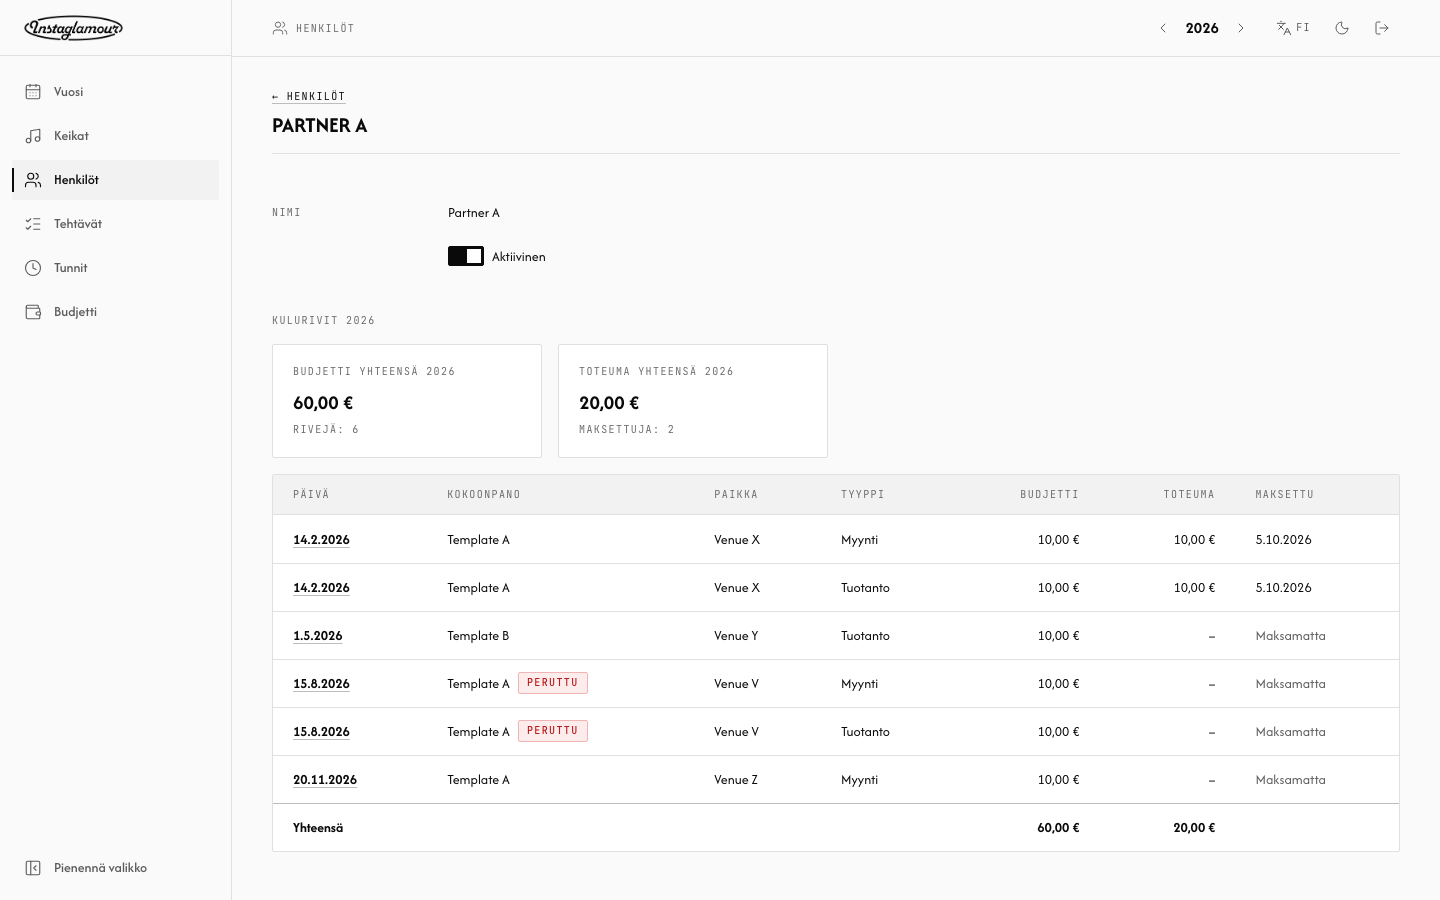 Instaglamour
HENKILÖT
2026
FI
Vuosi
Keikat
Henkilöt
Tehtävät
Tunnit
Budjetti
Pienennä valikko
← HENKILÖT
PARTNER A
NIMI Partner A
Aktiivinen
KULURIVIT 2026
BUDJETTI YHTEENSÄ 2026
60,00 €
RIVEJÄ: 6
TOTEUMA YHTEENSÄ 2026
20,00 €
MAKSETTUJA: 2
PÄIVÄ KOKOONPANO PAIKKA TYYPPI BUDJETTI TOTEUMA MAKSETTU
14.2.2026 Template A Venue X Myynti 10,00 € 10,00 € 5.10.2026
14.2.2026 Template A Venue X Tuotanto 10,00 € 10,00 € 5.10.2026
1.5.2026 Template B Venue Y Tuotanto 10,00 € – Maksamatta
15.8.2026 Template A PERUTTU Venue V Myynti 10,00 € – Maksamatta
15.8.2026 Template A PERUTTU Venue V Tuotanto 10,00 € – Maksamatta
20.11.2026 Template A Venue Z Myynti 10,00 € – Maksamatta
Yhteensä 60,00 € 20,00 €